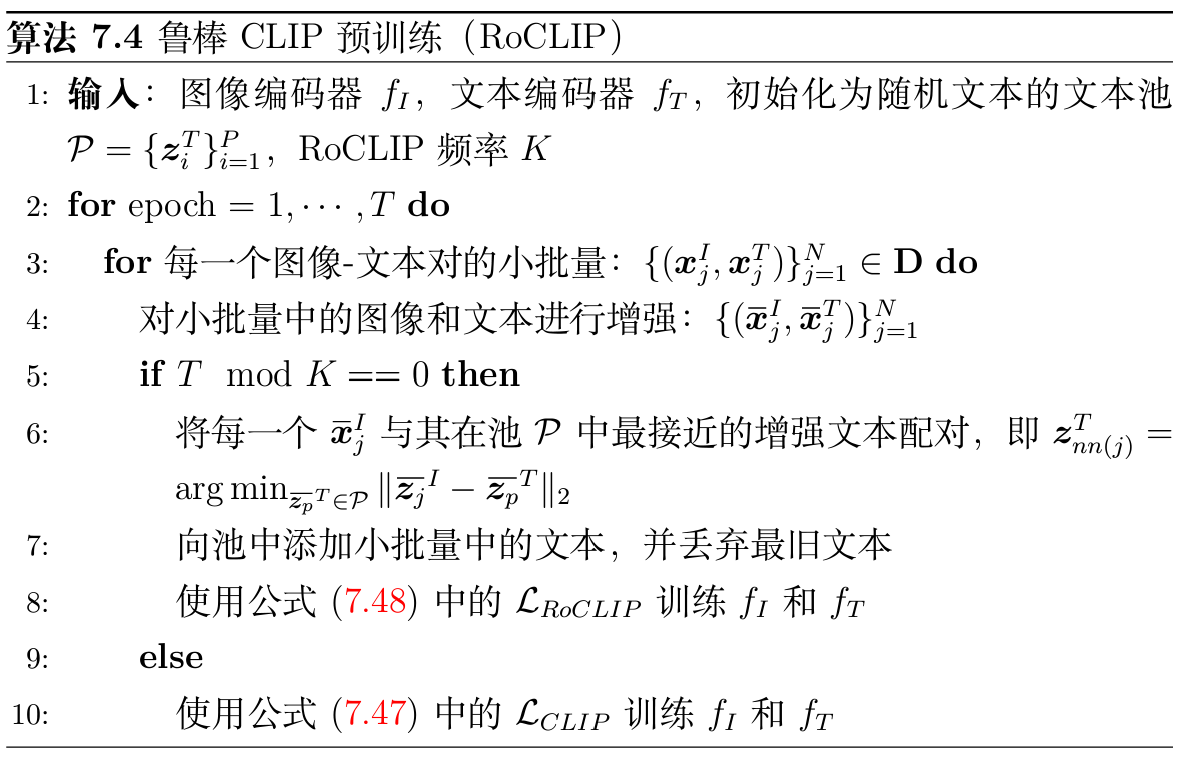 算法 7.4 鲁棒 CLIP 预训练（RoCLIP）
1: 输入：图像编码器 $f_I$，文本编码器 $f_T$，初始化为随机文本的文本池
$\mathcal{P} = \{\boldsymbol{z}_i^T\}_{i=1}^P$，RoCLIP 频率 $K$
2: for epoch = $1, \cdots, T$ do
3: for 每一个图像-文本对的小批量：$\{(\boldsymbol{x}_j^I, \boldsymbol{x}_j^T)\}_{j=1}^N \in \mathbf{D}$ do
4: 对小批量中的图像和文本进行增强：$\{(\overline{\boldsymbol{x}}_j^I, \overline{\boldsymbol{x}}_j^T)\}_{j=1}^N$
5: if $T \mod K == 0$ then
6: 将每一个 $\overline{\boldsymbol{x}}_j^I$ 与其在池 $\mathcal{P}$ 中最接近的增强文本配对，即 $\boldsymbol{z}_{nn(j)}^T =$
$\arg\min_{\overline{\boldsymbol{z}_p}^T \in \mathcal{P}} \|\overline{\boldsymbol{z}_j}^I - \overline{\boldsymbol{z}_p}^T\|_2$
7: 向池中添加小批量中的文本，并丢弃最旧文本
8: 使用公式 (7.48) 中的 $\mathcal{L}_{RoCLIP}$ 训练 $f_I$ 和 $f_T$
9: else
10: 使用公式 (7.47) 中的 $\mathcal{L}_{CLIP}$ 训练 $f_I$ 和 $f_T$